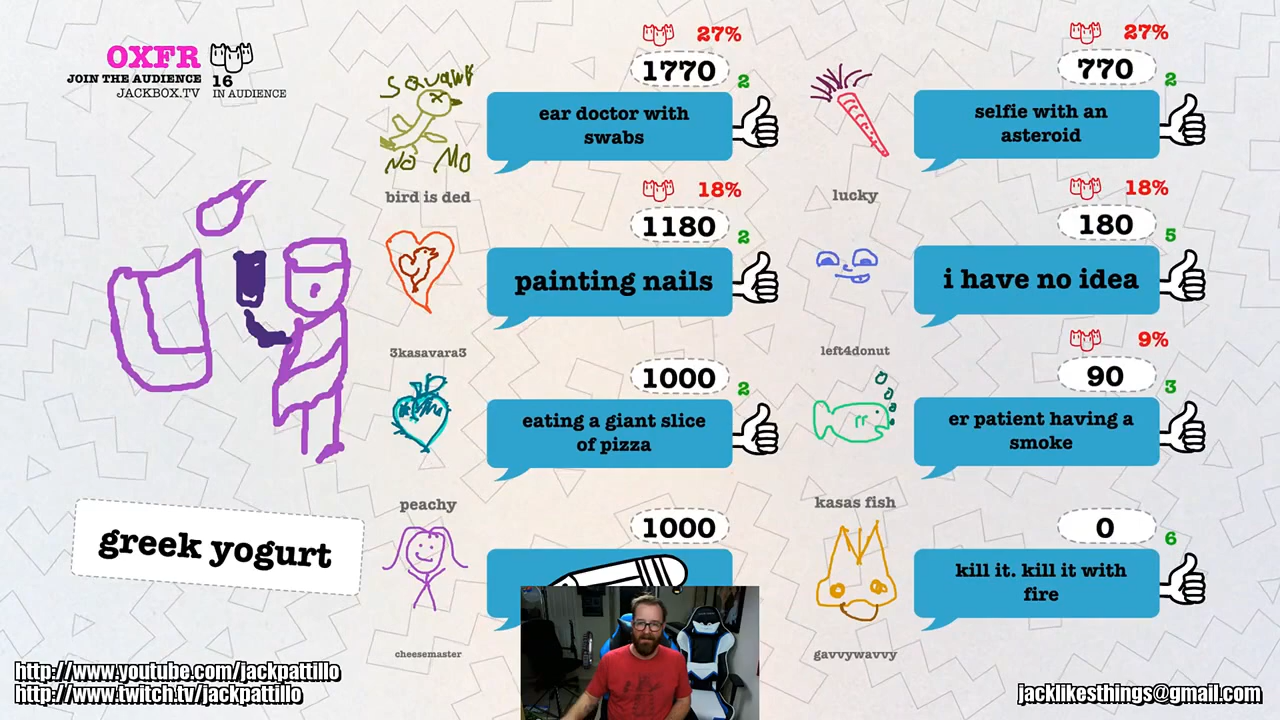 OXFR
JOIN THE AUDIENCE
JACKBOX.TV
16
IN AUDIENCE
greek yogurt
27%
1770
2
SQUAWK
NO MO
ear doctor with
swabs
bird is ded
18%
1180
2
painting nails
3kasavara3
1000
2
eating a giant slice
of pizza
peachy
1000
cheesemaster
27%
770
2
selfie with an
asteroid
lucky
18%
180
5
i have no idea
left4donut
9%
90
3
er patient having a
smoke
kasas fish
0
6
kill it. kill it with
fire
gavvywavvy
http://www.youtube.com/jackpattillo
http://www.twitch.tv/jackpattillo
jacklikesthings@gmail.com